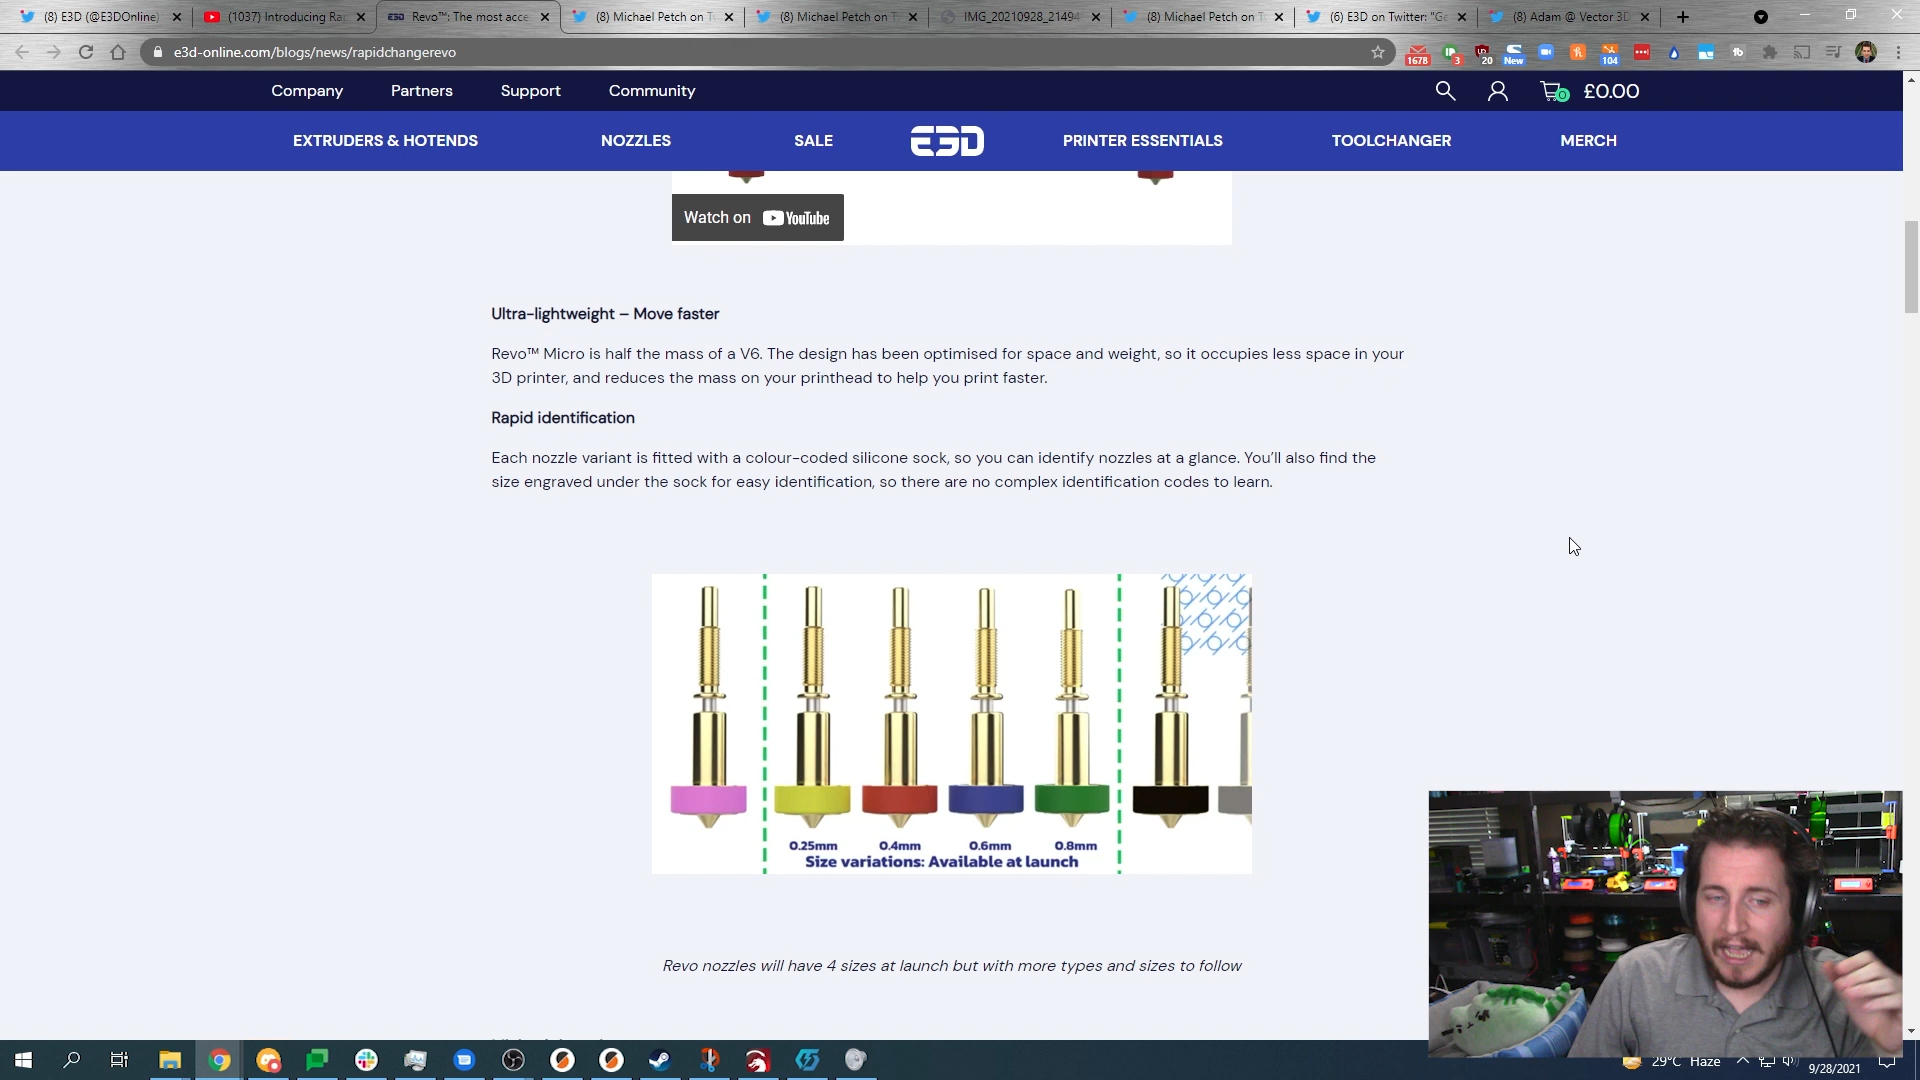 (8) E3D (@E3DOnline)
(1037) Introducing Ra
Revo™: The most acce
(8) Michael Petch on T
(8) Michael Petch on T
IMG_20210928_21494
(8) Michael Petch on T
(6) E3D on Twitter: "Ge
(8) Adam @ Vector 3D
e3d-online.com/blogs/news/rapidchangerevo
1678
3
20
New
104
Company
Partners
Support
Community
0
£0.00
EXTRUDERS & HOTENDS
NOZZLES
SALE
E3D
PRINTER ESSENTIALS
TOOLCHANGER
MERCH
Watch on YouTube
Ultra-lightweight – Move faster
Revo™ Micro is half the mass of a V6. The design has been optimised for space and weight, so it occupies less space in your
3D printer, and reduces the mass on your printhead to help you print faster.
Rapid identification
Each nozzle variant is fitted with a colour-coded silicone sock, so you can identify nozzles at a glance. You'll also find the
size engraved under the sock for easy identification, so there are no complex identification codes to learn.
0.25mm
0.4mm
0.6mm
0.8mm
Size variations: Available at launch
Revo nozzles will have 4 sizes at launch but with more types and sizes to follow
29°C Haze
9/28/2021